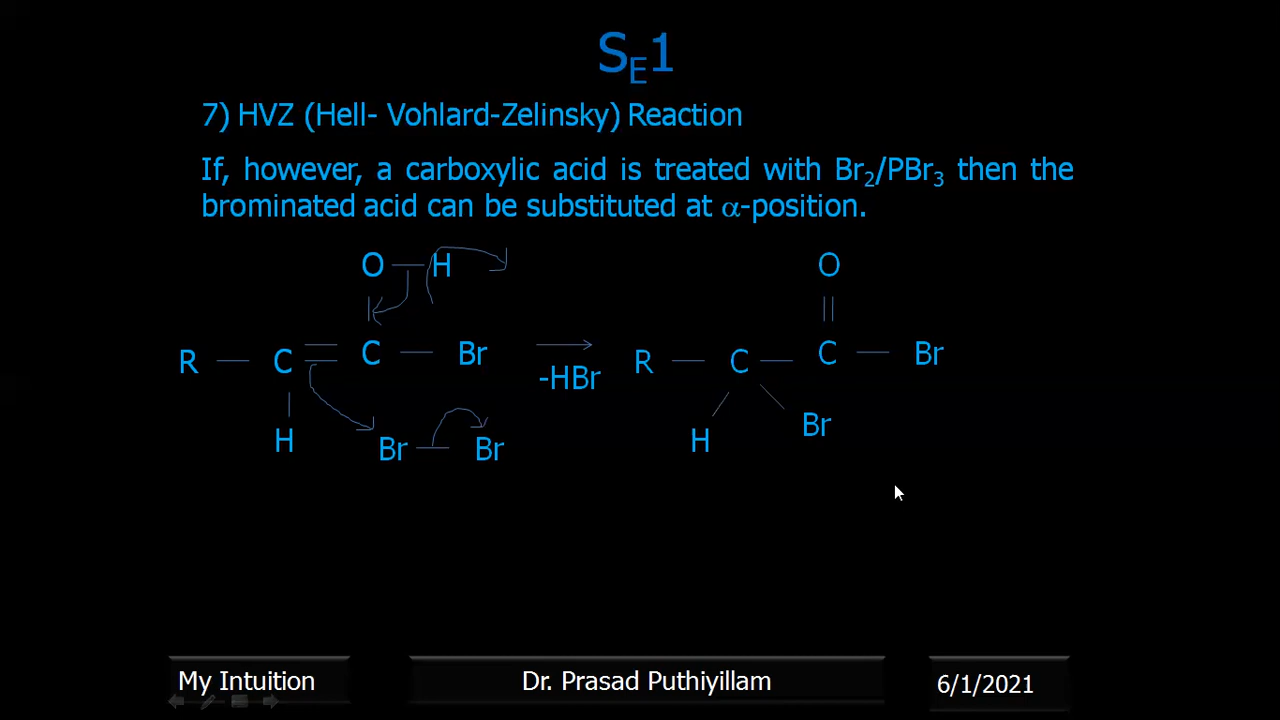 S_E1
7) HVZ (Hell- Vohlard-Zelinsky) Reaction
If, however, a carboxylic acid is treated with Br₂/PBr₃ then the
brominated acid can be substituted at α-position.
O H O
R C C Br -HBr R C C Br
H Br Br H Br
My Intuition Dr. Prasad Puthiyillam 6/1/2021